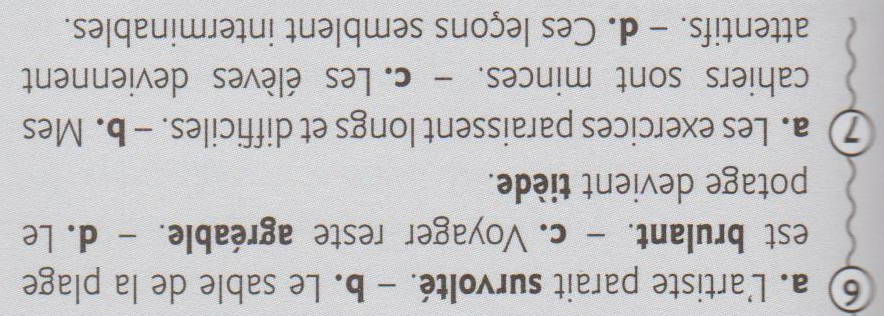 6 a. L'artiste parait survolté. – b. Le sable de la plage
est brulant. – c. Voyager reste agréable. – d. Le
potage devient tiède.
7 a. Les exercices paraissent longs et difficiles. – b. Mes
cahiers sont minces. – c. Les élèves deviennent
attentifs. – d. Ces leçons semblent interminables.